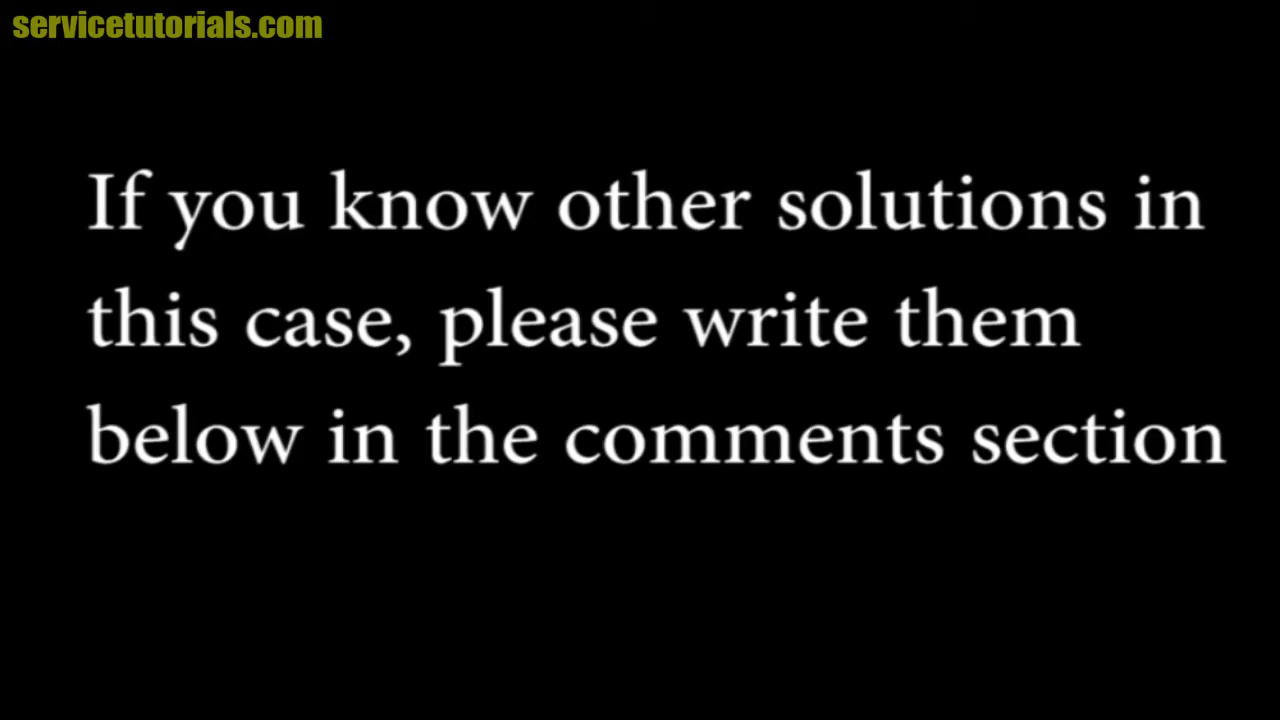 servicetutorials.com
If you know other solutions in
this case, please write them
below in the comments section